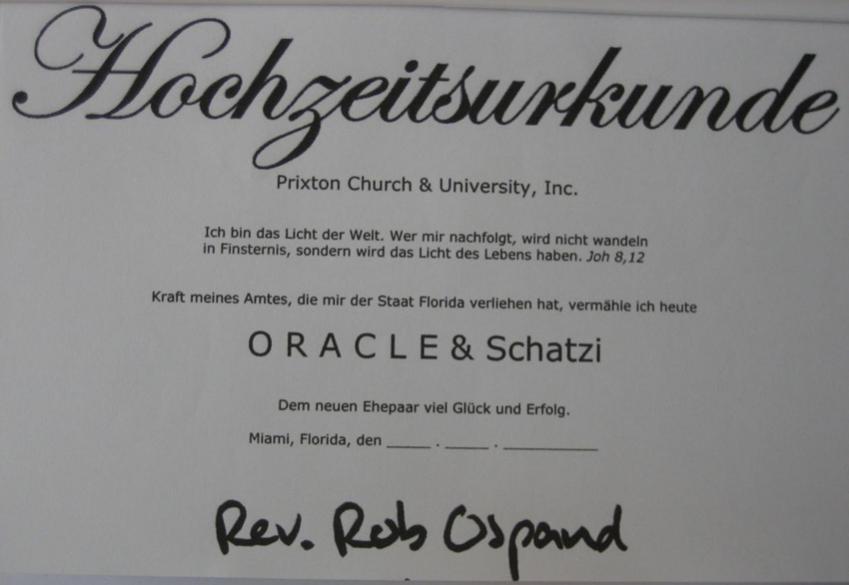 Hochzeitsurkunde
Prixton Church & University, Inc.
Ich bin das Licht der Welt. Wer mir nachfolgt, wird nicht wandeln
in Finsternis, sondern wird das Licht des Lebens haben. Joh 8,12
Kraft meines Amtes, die mir der Staat Florida verliehen hat, vermähle ich heute
O R A C L E & Schatzi
Dem neuen Ehepaar viel Glück und Erfolg.
Miami, Florida, den _____ . _____ . ___________
Rev. Rob Ospand